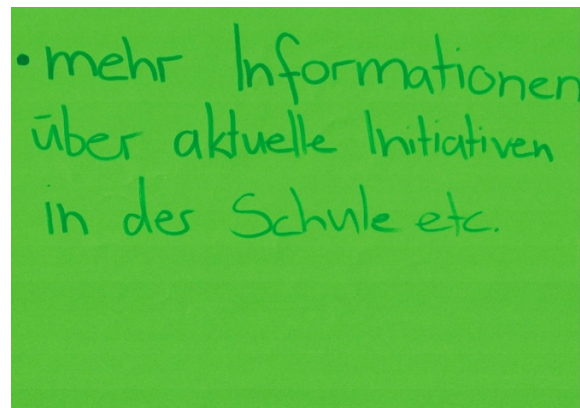 • mehr Informationen
über aktuelle Initiativen
in der Schule etc.